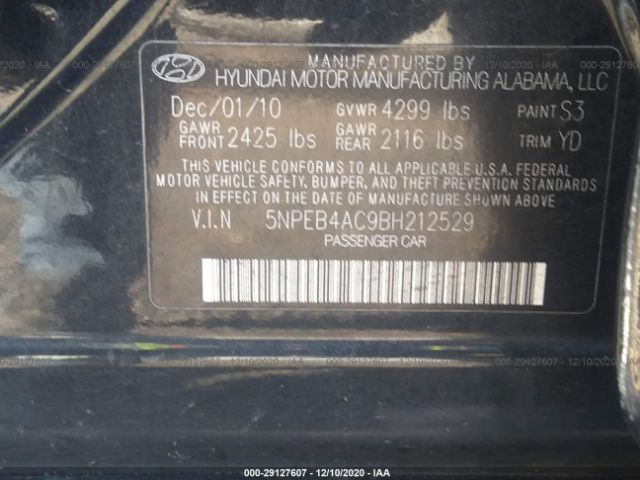 MANUFACTURED BY
HYUNDAI MOTOR MANUFACTURING ALABAMA, LLC
Dec/01/10 GVWR 4299 lbs PAINT S3
GAWR FRONT 2425 lbs GAWR REAR 2116 lbs TRIM YD
THIS VEHICLE CONFORMS TO ALL APPLICABLE U.S.A. FEDERAL
MOTOR VEHICLE SAFETY, BUMPER, AND THEFT PREVENTION
STANDARDS IN EFFECT ON THE DATE OF MANUFACTURE SHOWN ABOVE.
V.I.N 5NPEB4AC9BH212529
PASSENGER CAR
000-29127607 - 12/10/2020 - IAA